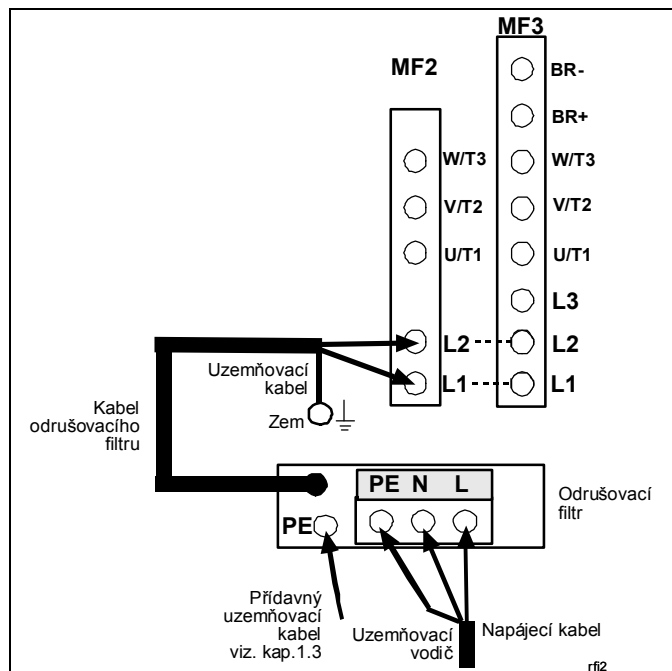 MF3
MF2
BR-
BR+
W/T3
W/T3
V/T2
V/T2
U/T1
U/T1
L3
L2
L2
L1
L1
Uzemňovací
kabel
Zem
Kabel
odrušovacího
filtru
PE N L
PE
Odrušovací
filtr
Přídavný
uzemňovací
kabel
viz. kap.1.3
Uzemňovací
vodič
Napájecí kabel
rfi2